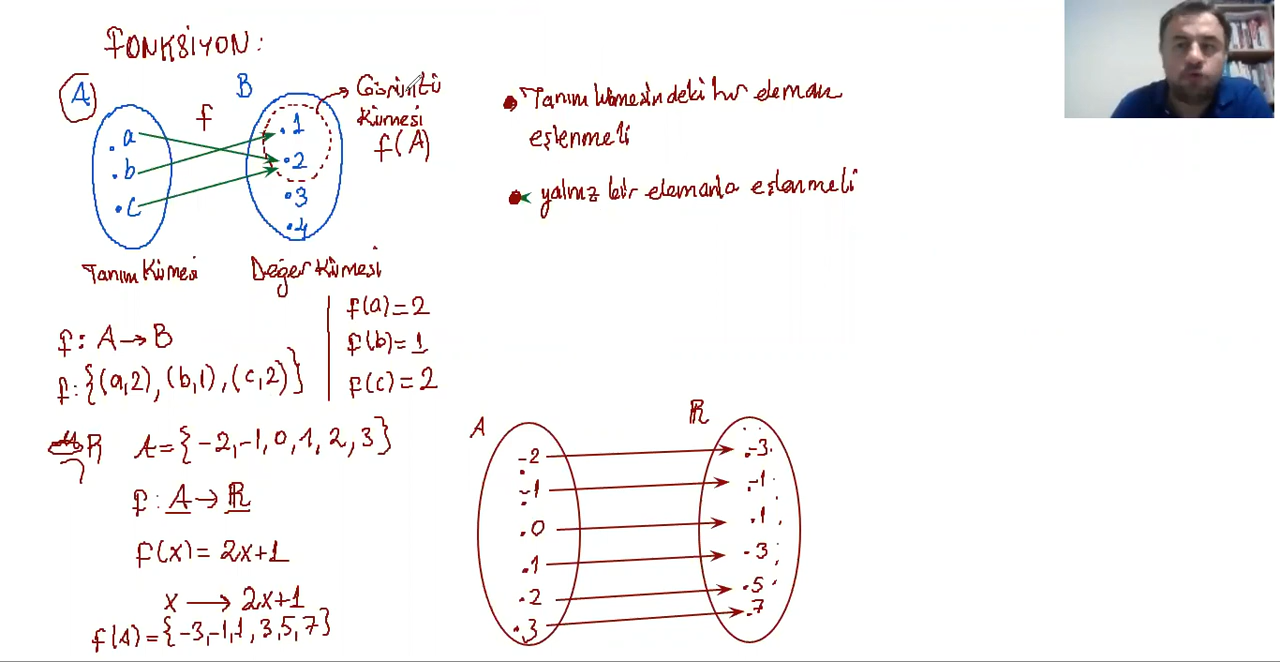 FONKSİYON:
A
B
f
.a
.b
.c
.1
.2
.3
.4
Görüntü
Kümesi
f(A)
Tanım Kümesi
Değer Kümesi
f: A→B
f: {(a,2), (b,1), (c,2)}
f(a)=2
f(b)=1
f(c)=2
• Tanım kümesindeki her eleman
eşlenmeli
• yalnız bir elemanla eşlenmeli
R
A={-2,-1,0,1,2,3}
f: A→R
f(x)= 2x+1
x → 2x+1
f(A)={-3,-1,1,3,5,7}
A
R
-2
-1
.0
.1
.2
.3
.-3
.-1
.1
.3
.5
.7